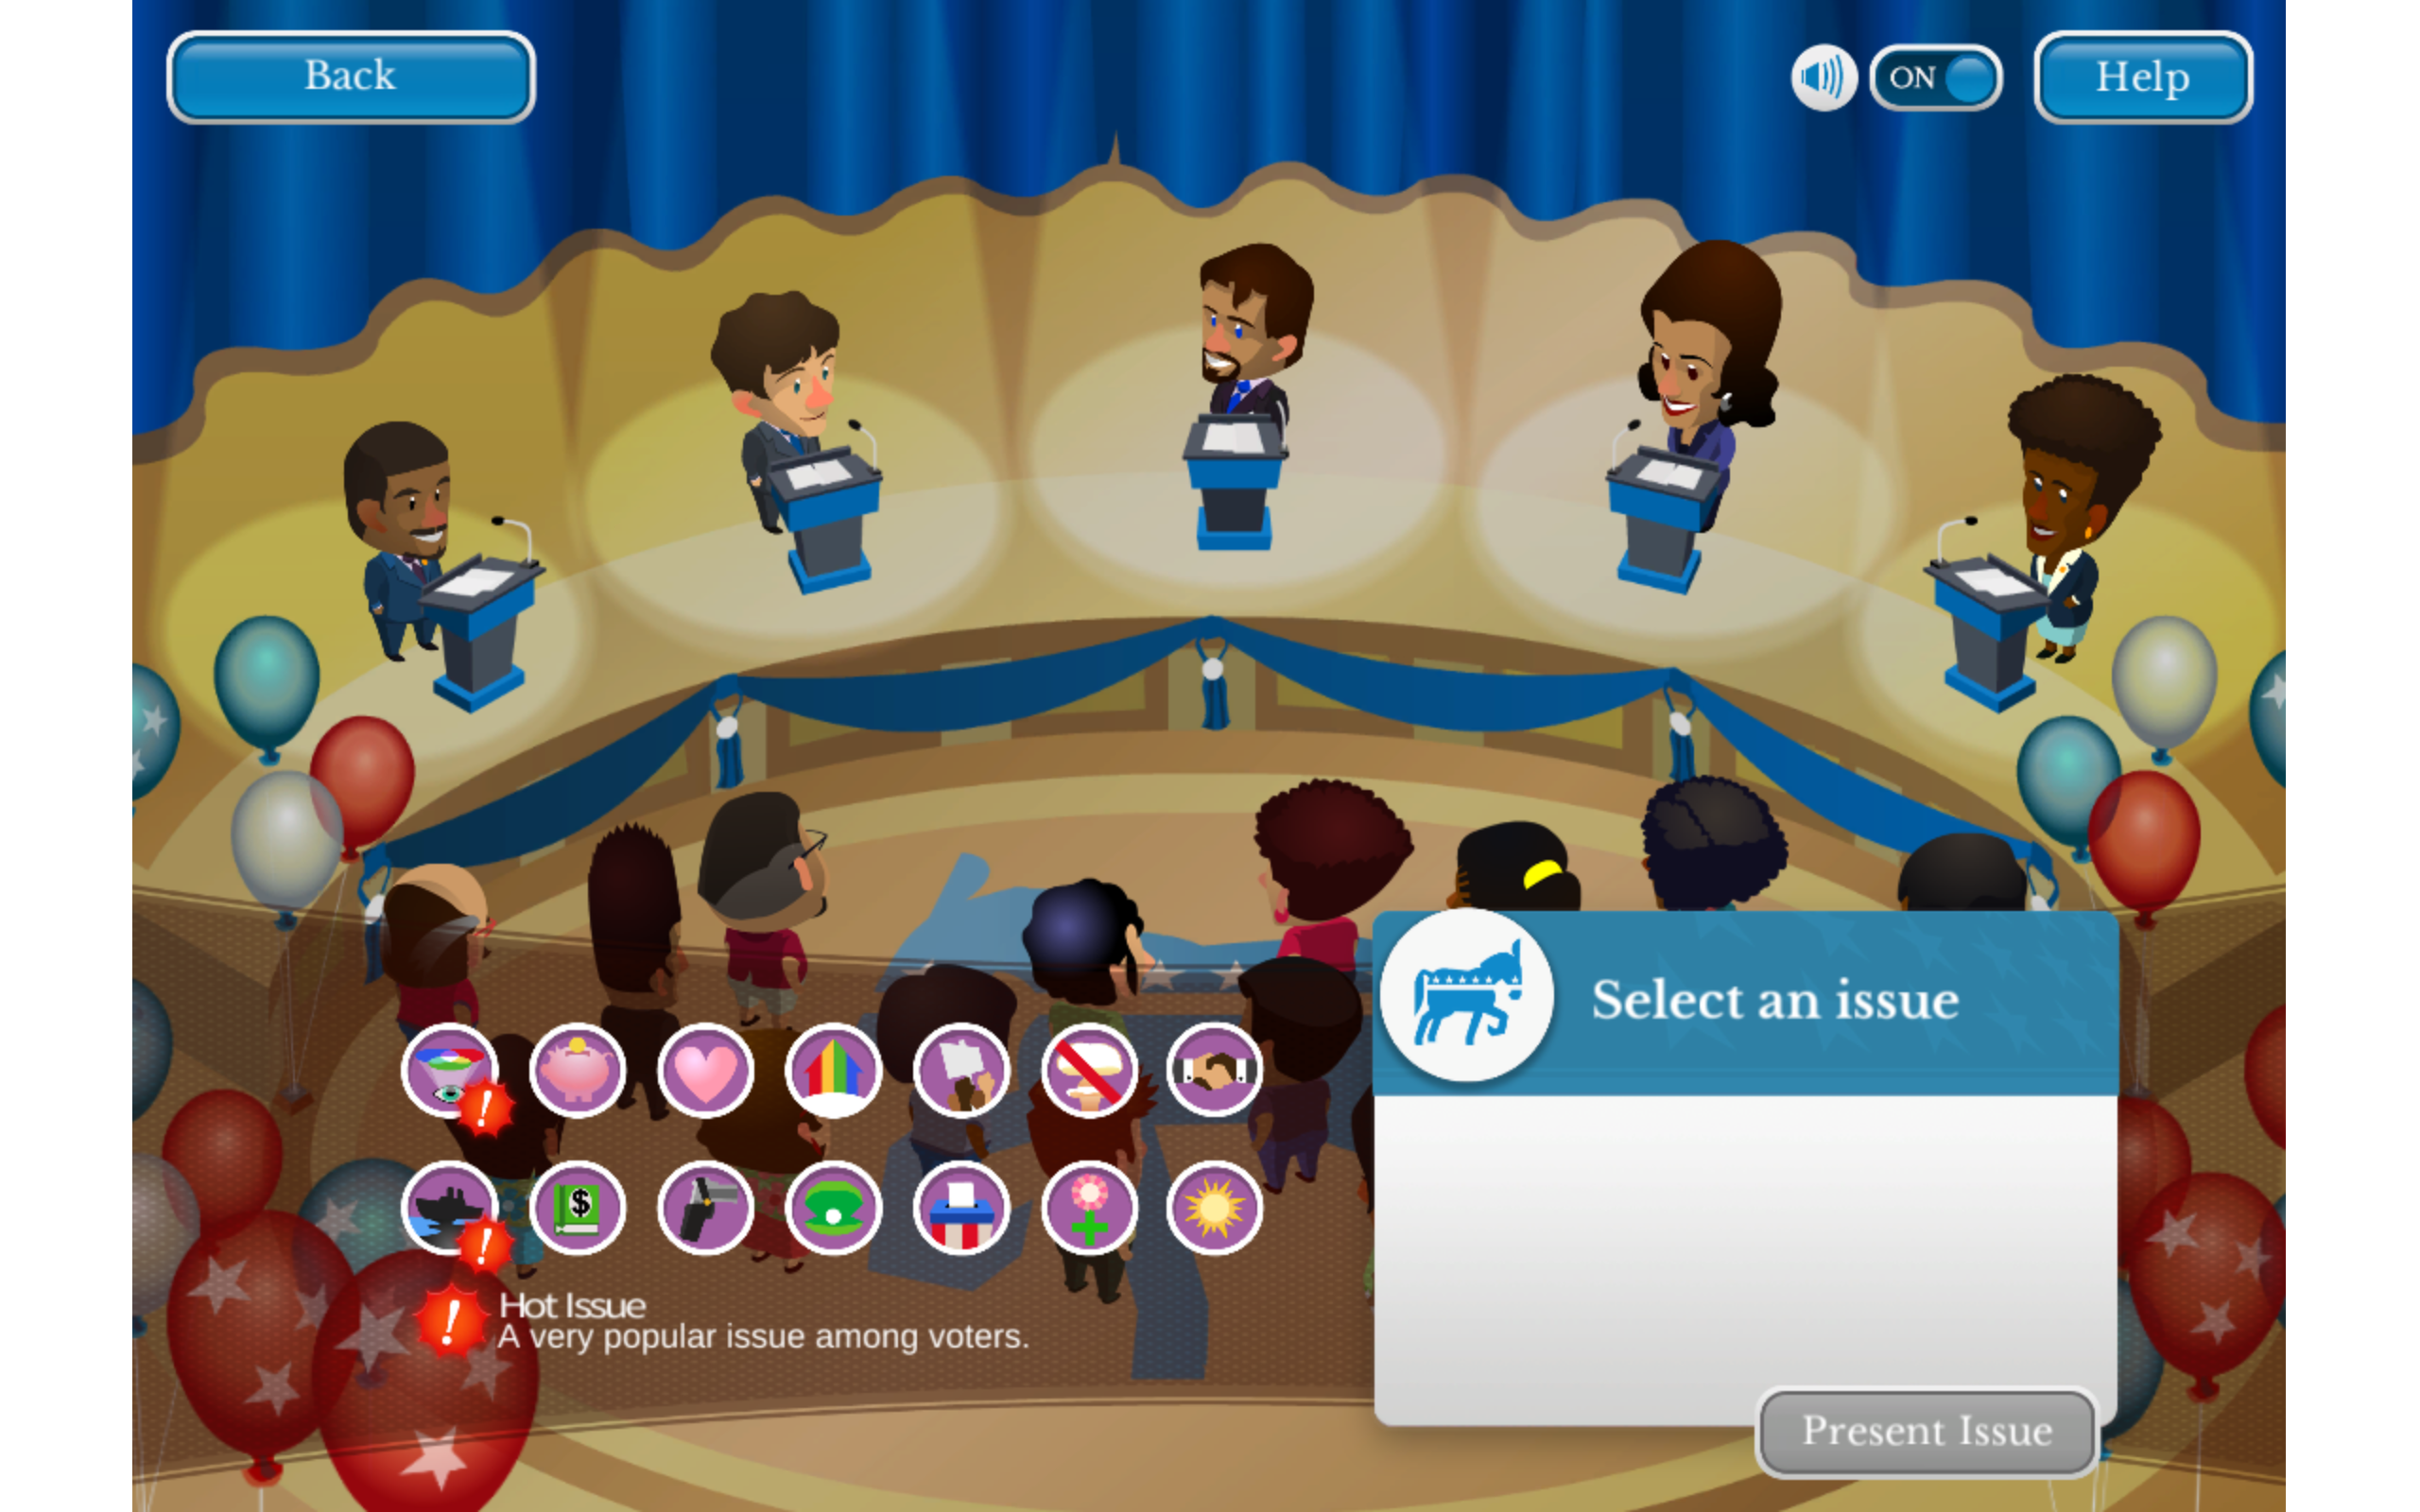 Back
ON
Help
Select an issue
!
$
!
! Hot Issue
A very popular issue among voters.
Present Issue